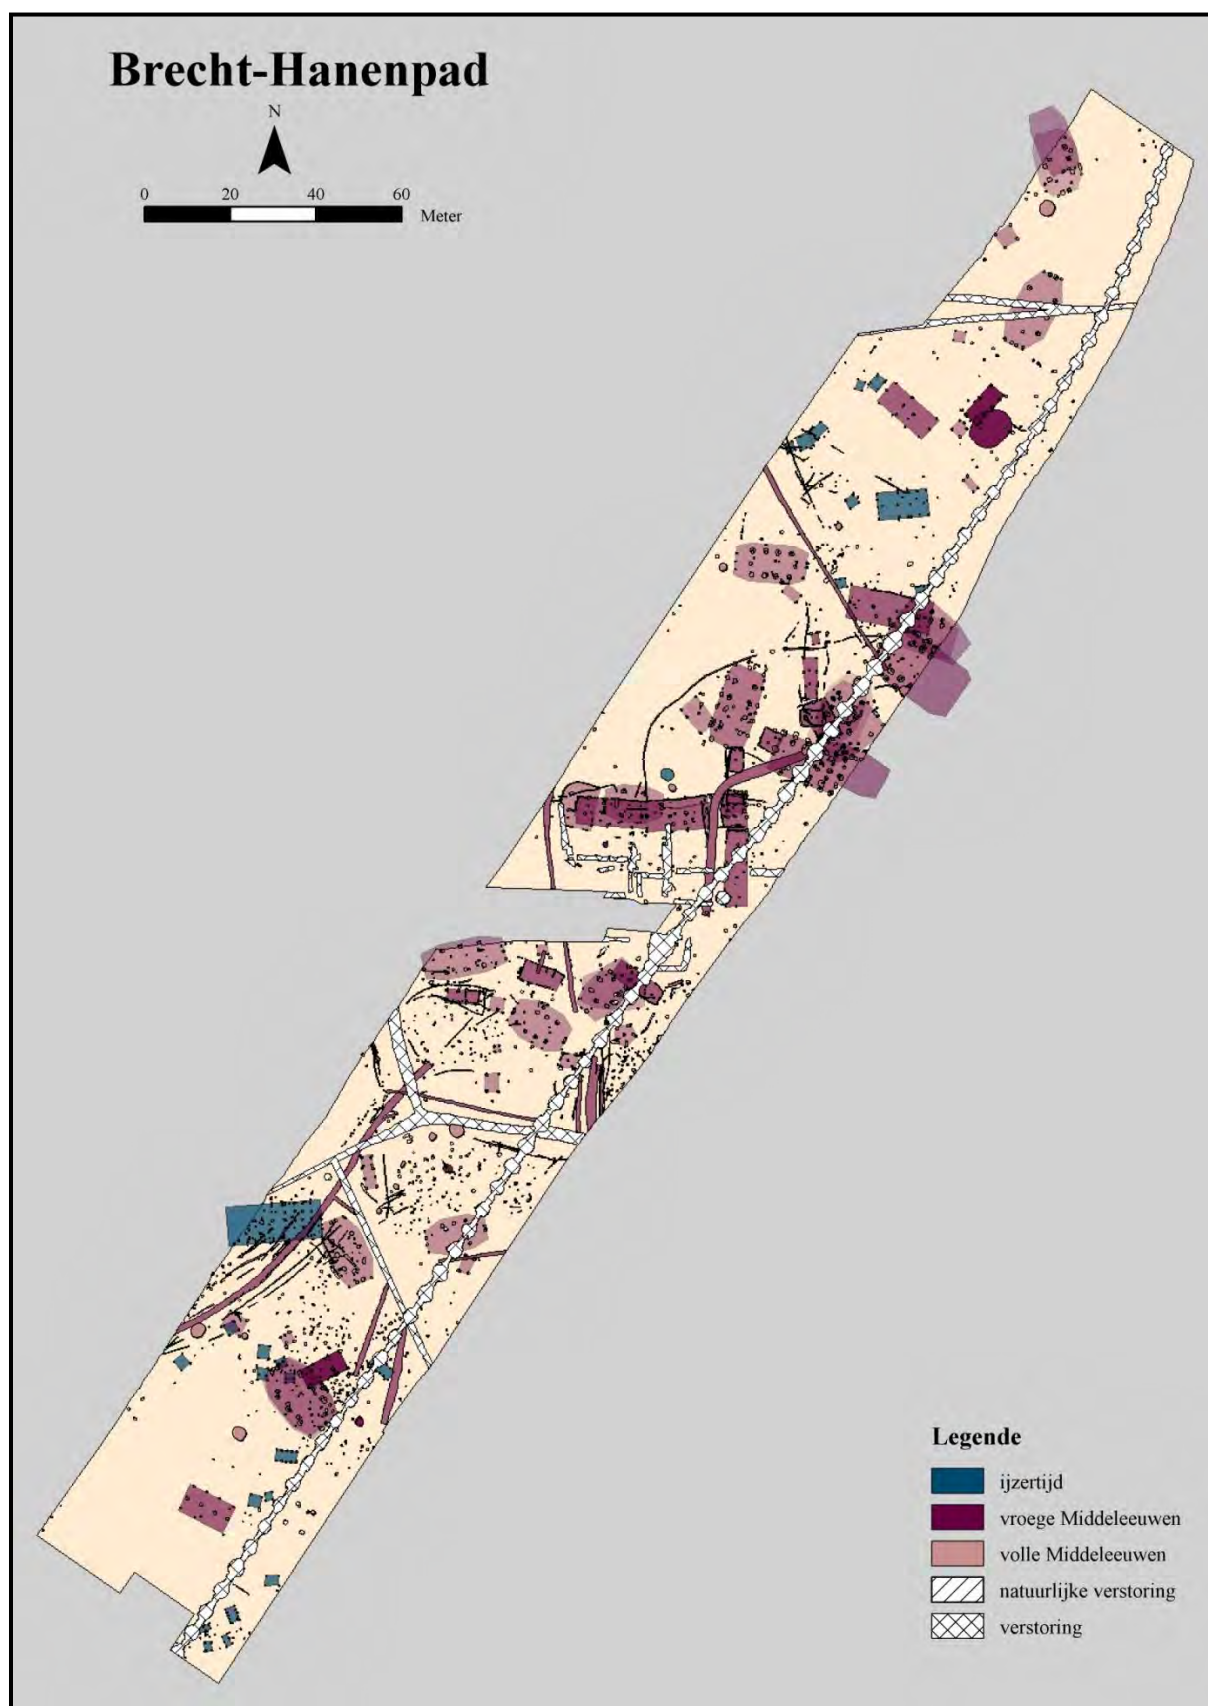 Brecht-Hanenpad
N
0 20 40 60
Meter
Legende
ijzertijd
vroege Middeleeuwen
volle Middeleeuwen
natuurlijke verstoring
verstoring